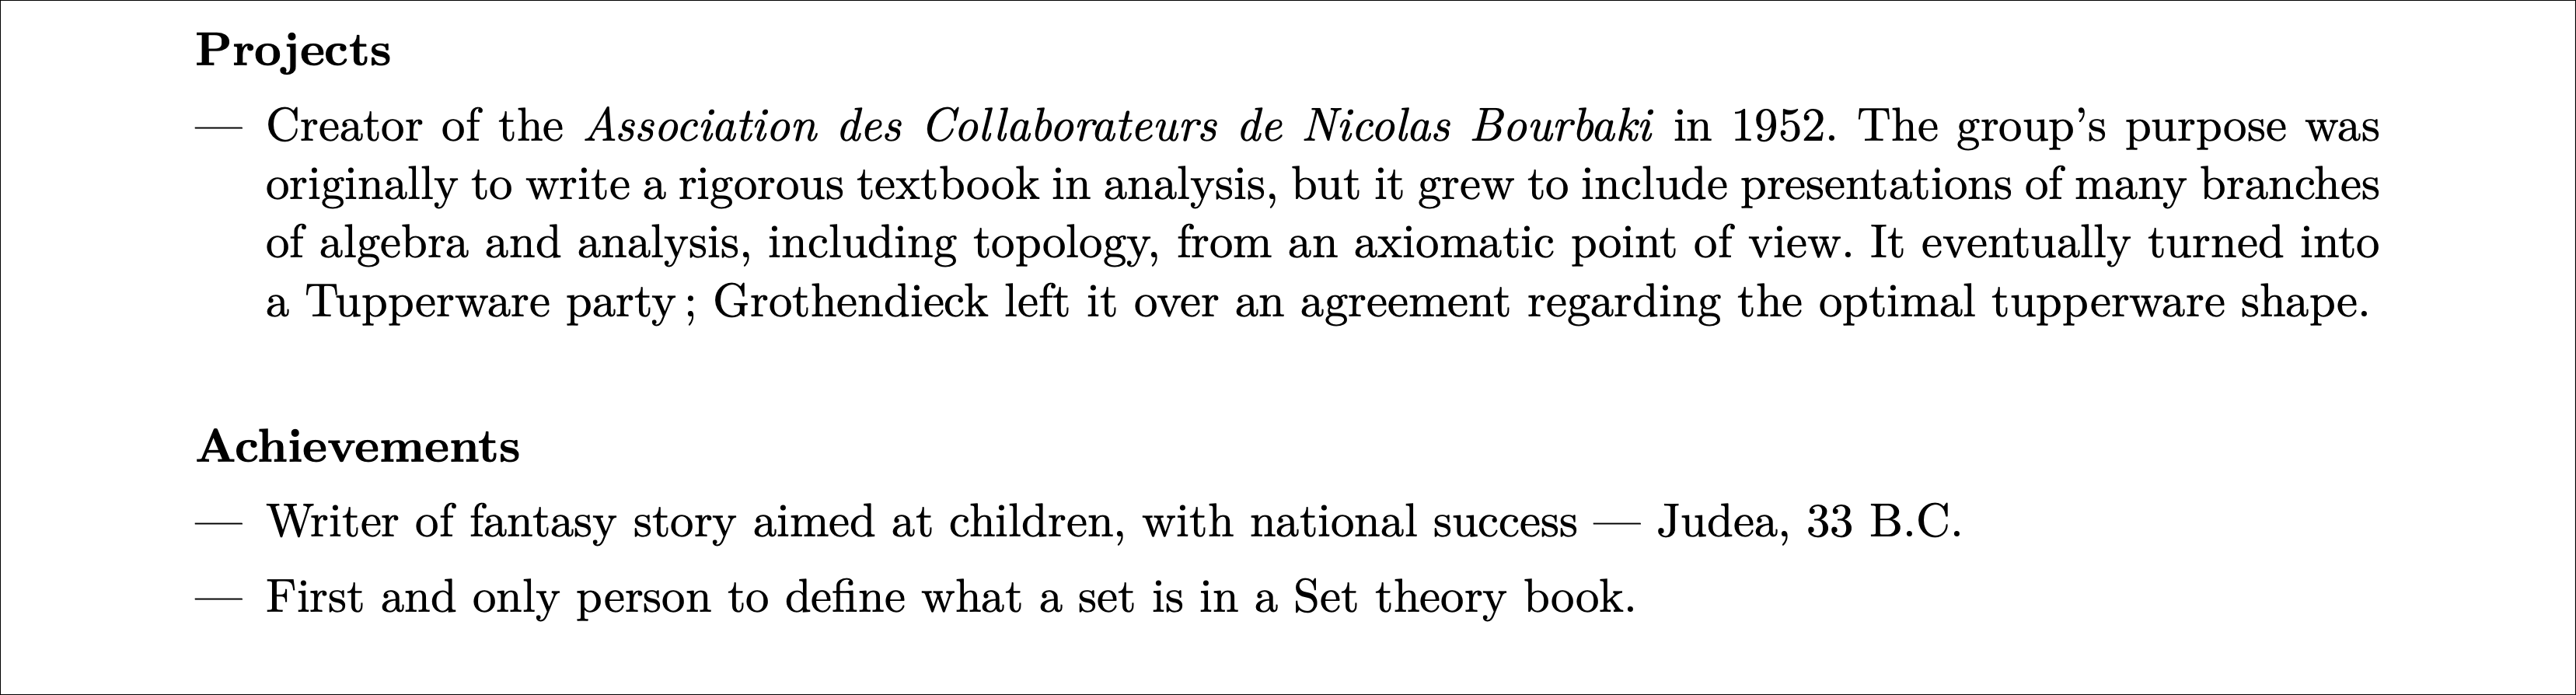 Projects
— Creator of the Association des Collaborateurs de Nicolas Bourbaki in 1952. The group’s purpose was
originally to write a rigorous textbook in analysis, but it grew to include presentations of many branches
of algebra and analysis, including topology, from an axiomatic point of view. It eventually turned into
a Tupperware party ; Grothendieck left it over an agreement regarding the optimal tupperware shape.
Achievements
— Writer of fantasy story aimed at children, with national success — Judea, 33 B.C.
— First and only person to define what a set is in a Set theory book.